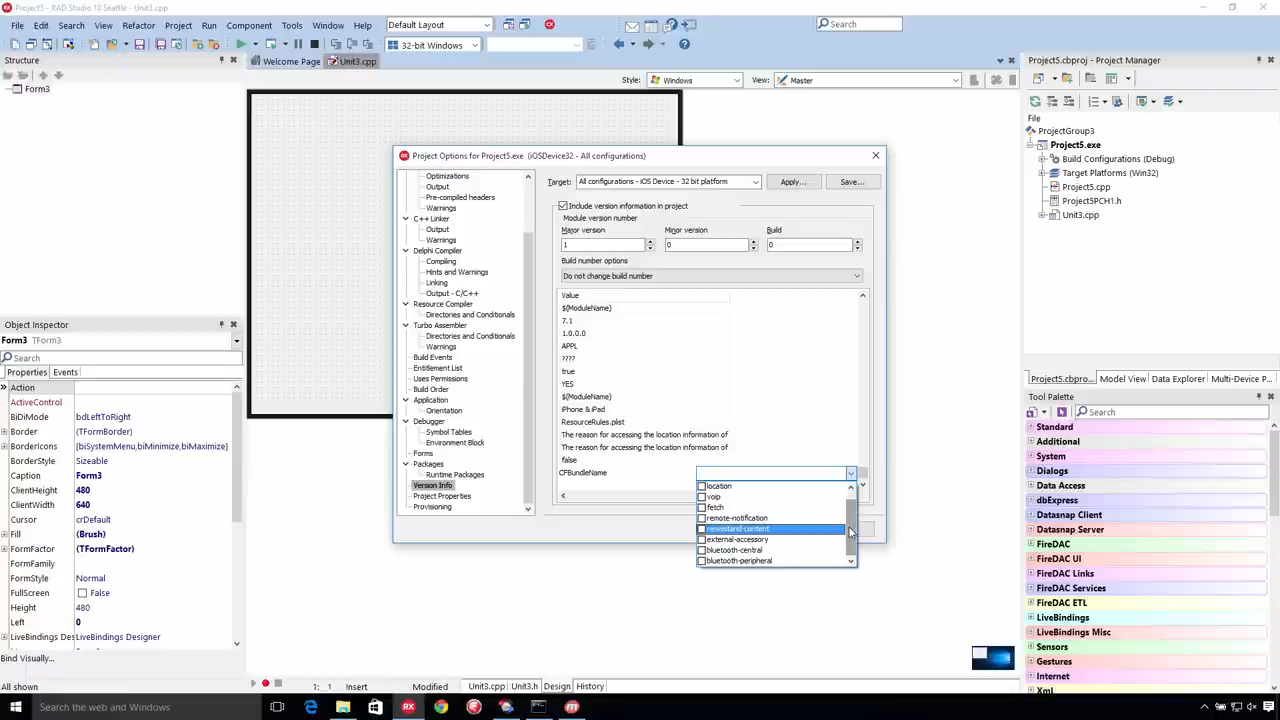 Project5 - RAD Studio 10 Seattle - Unit3.cpp
File Edit Search View Refactor Project Run Component Tools Window Help
Default Layout
Search
32-bit Windows
Structure
Form3
Welcome Page
Unit3.cpp
Style:
Windows
View:
Master
Project5.cbproj - Project Manager
File
ProjectGroup3
Project5.exe
Build Configurations (Debug)
Target Platforms (Win32)
Project5.cpp
Project5PCH1.h
Unit3.cpp
Project5.cbpro...
Model View
Data Explorer
Multi-Device P...
Tool Palette
Search
Standard
Additional
System
Dialogs
Data Access
dbExpress
Datasnap Client
Datasnap Server
FireDAC
FireDAC UI
FireDAC Links
FireDAC Services
FireDAC ETL
LiveBindings
LiveBindings Misc
Sensors
Gestures
Internet
Xml
Object Inspector
Form3 TForm3
Search
Properties
Events
Action
ActiveControl
BiDiMode bdLeftToRight
Border (TFormBorder)
BorderIcons [biSystemMenu,biMinimize,biMaximize]
BorderStyle Sizeable
Caption Form3
ClientHeight 480
ClientWidth 640
Cursor crDefault
Fill (Brush)
FormFactor (TFormFactor)
FormFamily
FormStyle Normal
FullScreen False
Height 480
Left 0
LiveBindings Des LiveBindings Designer
Bind Visually...
All shown
Project Options for Project5.exe (iOSDevice32 - All configurations)
Optimizations
Output
Pre-compiled headers
Warnings
C++ Linker
Output
Warnings
Delphi Compiler
Compiling
Hints and Warnings
Linking
Output - C/C++
Resource Compiler
Directories and Conditionals
Turbo Assembler
Directories and Conditionals
Warnings
Build Events
Entitlement List
Uses Permissions
Build Order
Application
Orientation
Debugger
Symbol Tables
Environment Block
Forms
Packages
Runtime Packages
Version Info
Project Properties
Provisioning
Target:
All configurations - iOS Device - 32 bit platform
Apply...
Save...
Include version information in project
Module version number
Major version
Minor version
Build
1
0
0
Build number options
Do not change build number
Value
$(ModuleName)
7.1
1.0.0.0
APPL
????
true
YES
$(ModuleName)
iPhone & iPad
ResourceRules.plist
The reason for accessing the location information of
The reason for accessing the location information of
false
CFBundleName
location
voip
fetch
remote-notification
newsstand-content
external-accessory
bluetooth-central
bluetooth-peripheral
1: 1
Insert
Modified
Unit3.cpp
Unit3.h
Design
History
Search the web and Windows